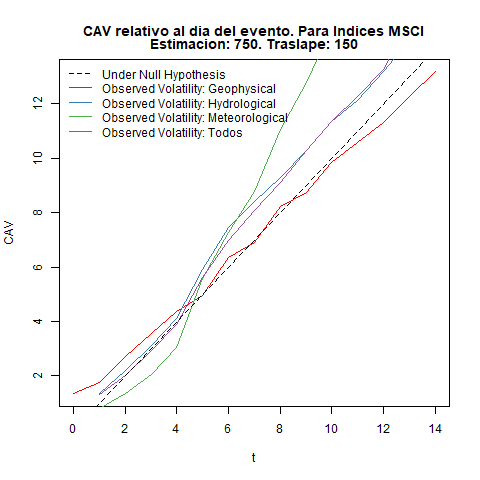 CAV relativo al dia del evento. Para Indices MSCI
Estimacion: 750. Traslape: 150
Under Null Hypothesis
Observed Volatility: Geophysical
Observed Volatility: Hydrological
Observed Volatility: Meteorological
Observed Volatility: Todos
12
10
8
6
4
2
CAV
0 2 4 6 8 10 12 14
t